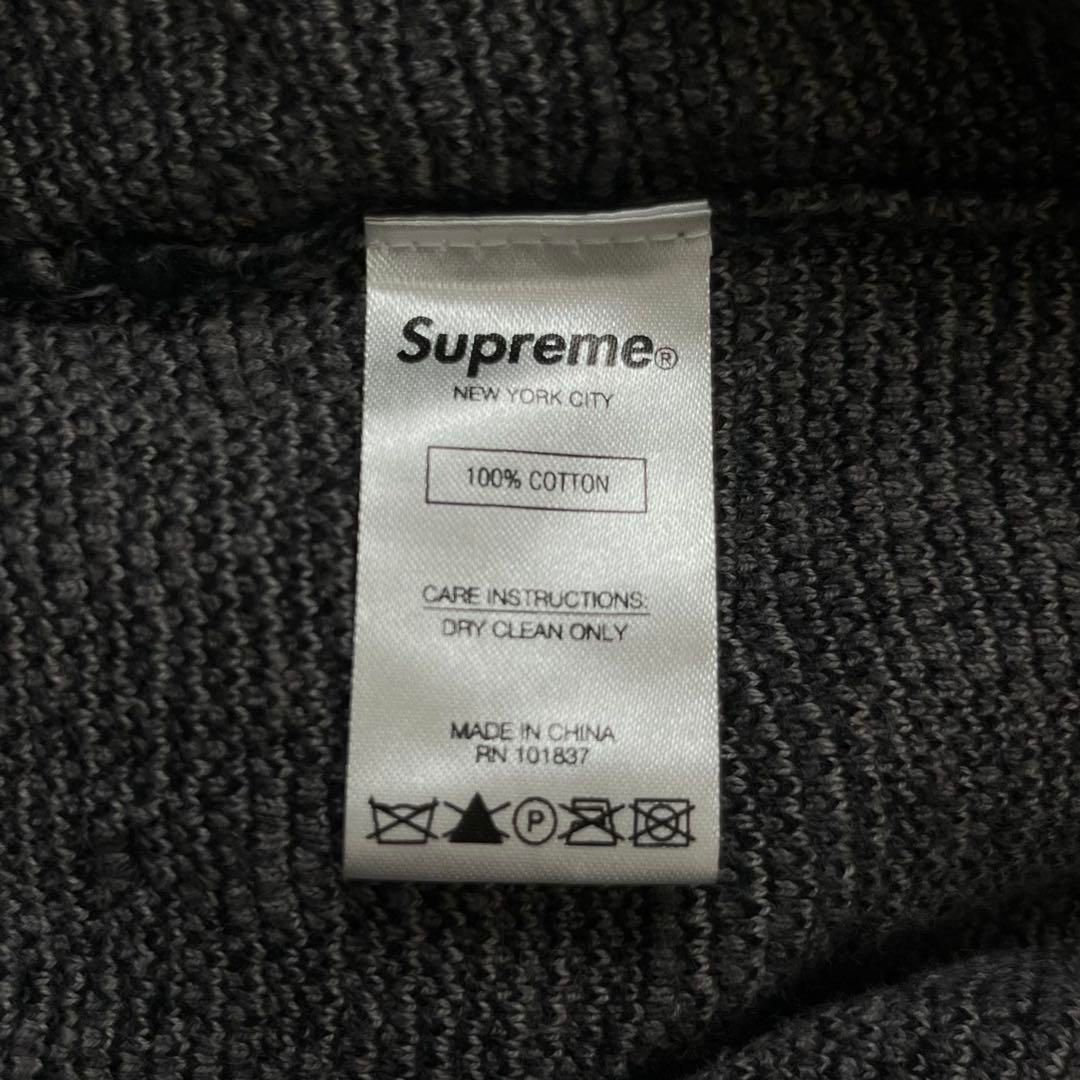 Supreme®
NEW YORK CITY
100% COTTON
CARE INSTRUCTIONS:
DRY CLEAN ONLY
MADE IN CHINA
RN 101837
P